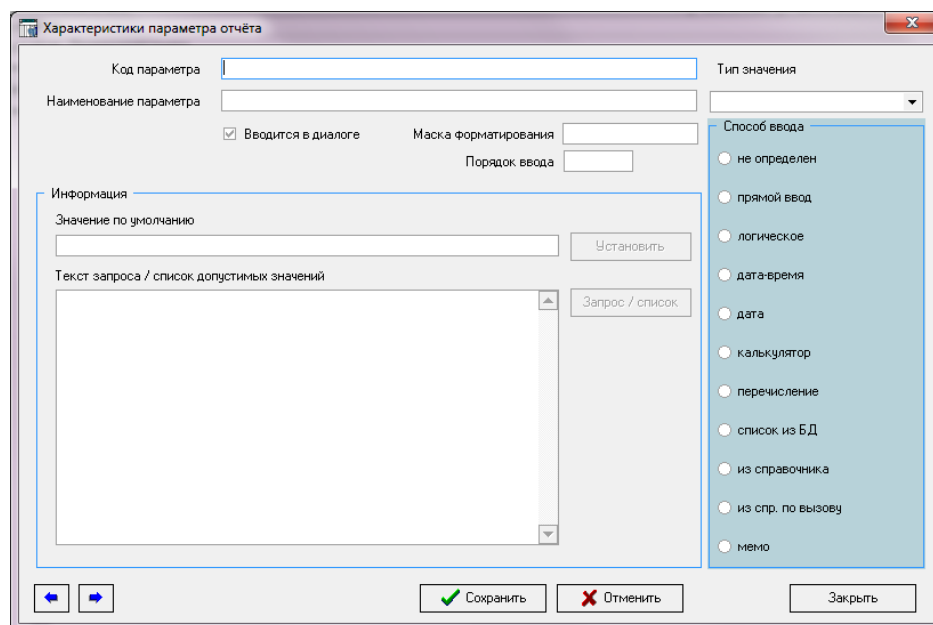 Характеристики параметра отчёта
Код параметра
Тип значения
Наименование параметра
Вводится в диалоге
Маска форматирования
Порядок ввода
Способ ввода
не определен
прямой ввод
логическое
дата-время
дата
калькулятор
перечисление
список из БД
из справочника
из спр. по вызову
мемо
Информация
Значение по умолчанию
Установить
Текст запроса / список допустимых значений
Запрос / список
Сохранить
Отменить
Закрыть